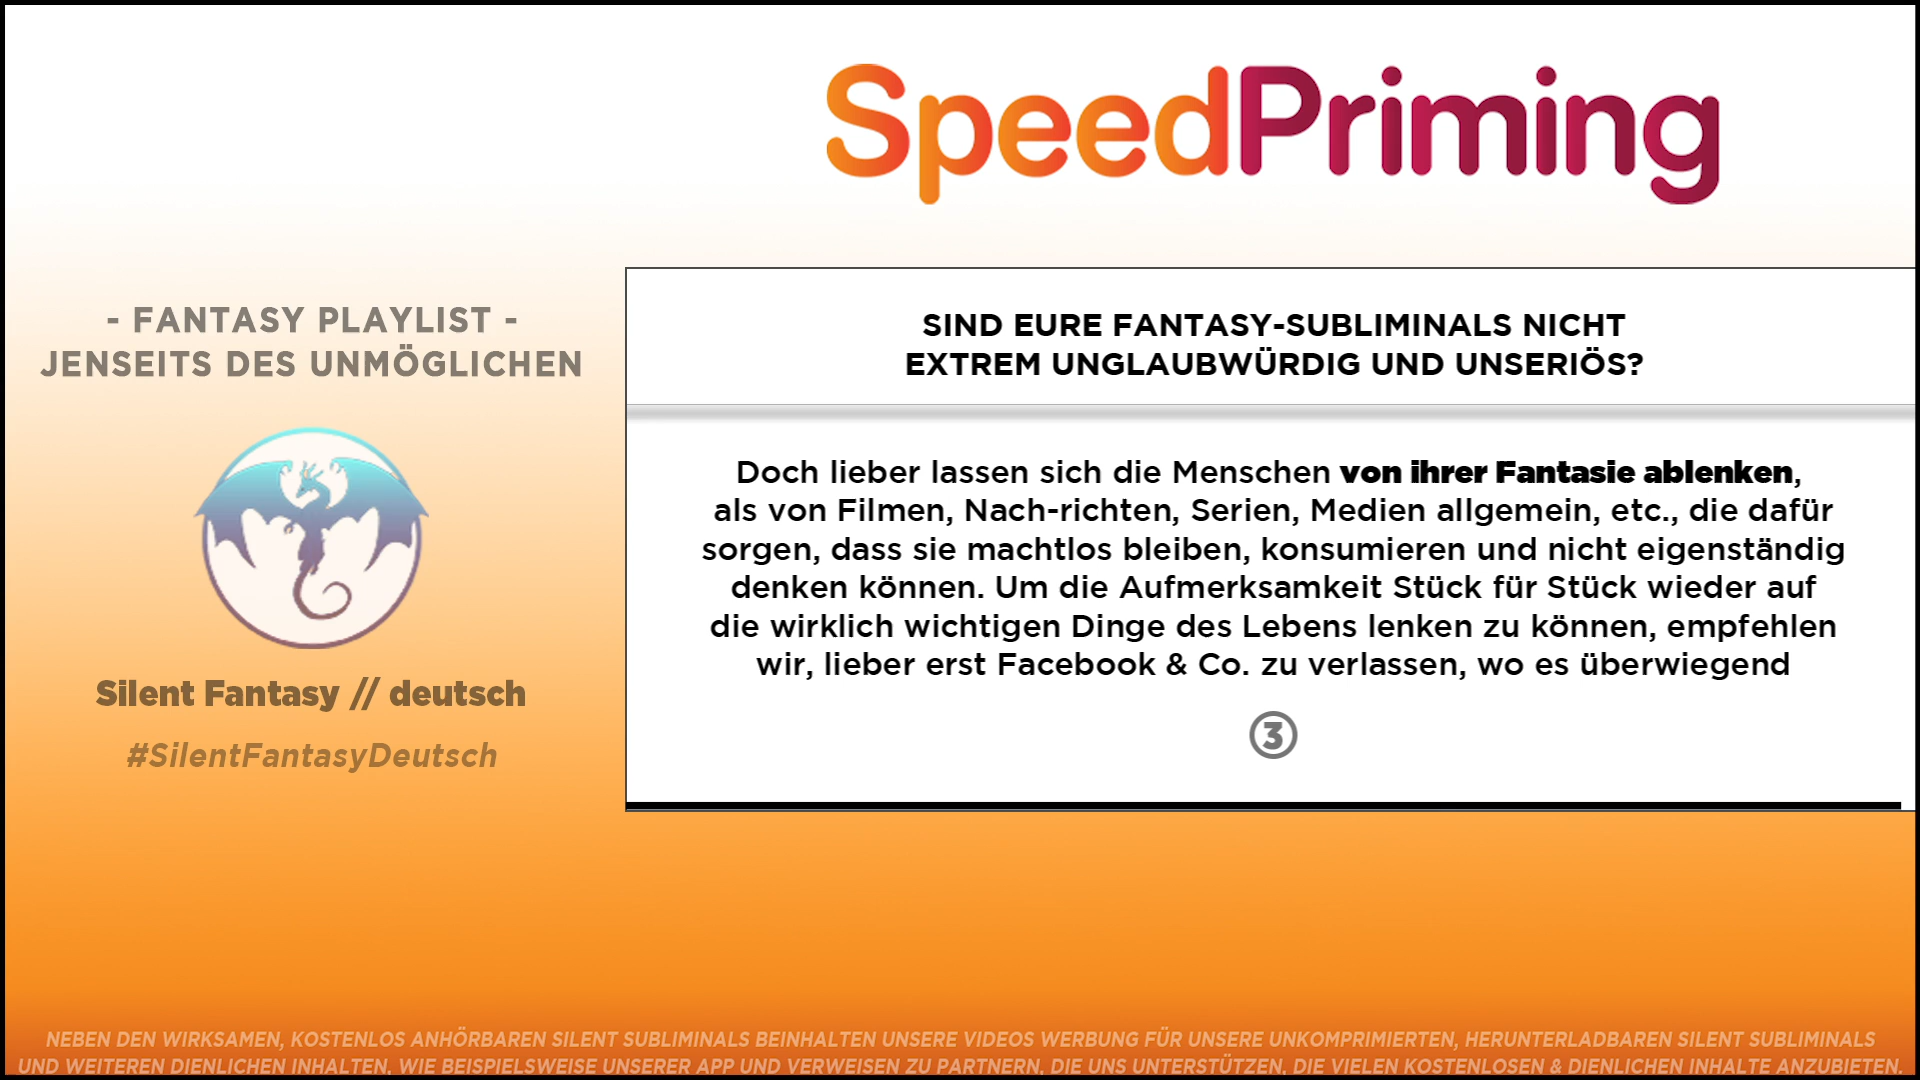 SpeedPriming
- FANTASY PLAYLIST -
JENSEITS DES UNMÖGLICHEN
Silent Fantasy // deutsch
#SilentFantasyDeutsch
SIND EURE FANTASY-SUBLIMINALS NICHT
EXTREM UNGLAUBWÜRDIG UND UNSERIÖS?
Doch lieber lassen sich die Menschen von ihrer Fantasie ablenken,
als von Filmen, Nach-richten, Serien, Medien allgemein, etc., die dafür
sorgen, dass sie machtlos bleiben, konsumieren und nicht eigenständig
denken können. Um die Aufmerksamkeit Stück für Stück wieder auf
die wirklich wichtigen Dinge des Lebens lenken zu können, empfehlen
wir, lieber erst Facebook & Co. zu verlassen, wo es überwiegend
③
NEBEN DEN WIRKSAMEN, KOSTENLOS ANHÖRBAREN SILENT SUBLIMINALS BEINHALTEN UNSERE VIDEOS WERBUNG FÜR UNSERE UNKOMPRIMIERTEN, HERUNTERLADBAREN SILENT SUBLIMINALS
UND WEITEREN DIENLICHEN INHALTEN, WIE BEISPIELSWEISE UNSERER APP UND VERWEISEN ZU PARTNERN, DIE UNS UNTERSTÜTZEN, DIE VIELEN KOSTENLOSEN & DIENLICHEN INHALTE ANZUBIETEN.